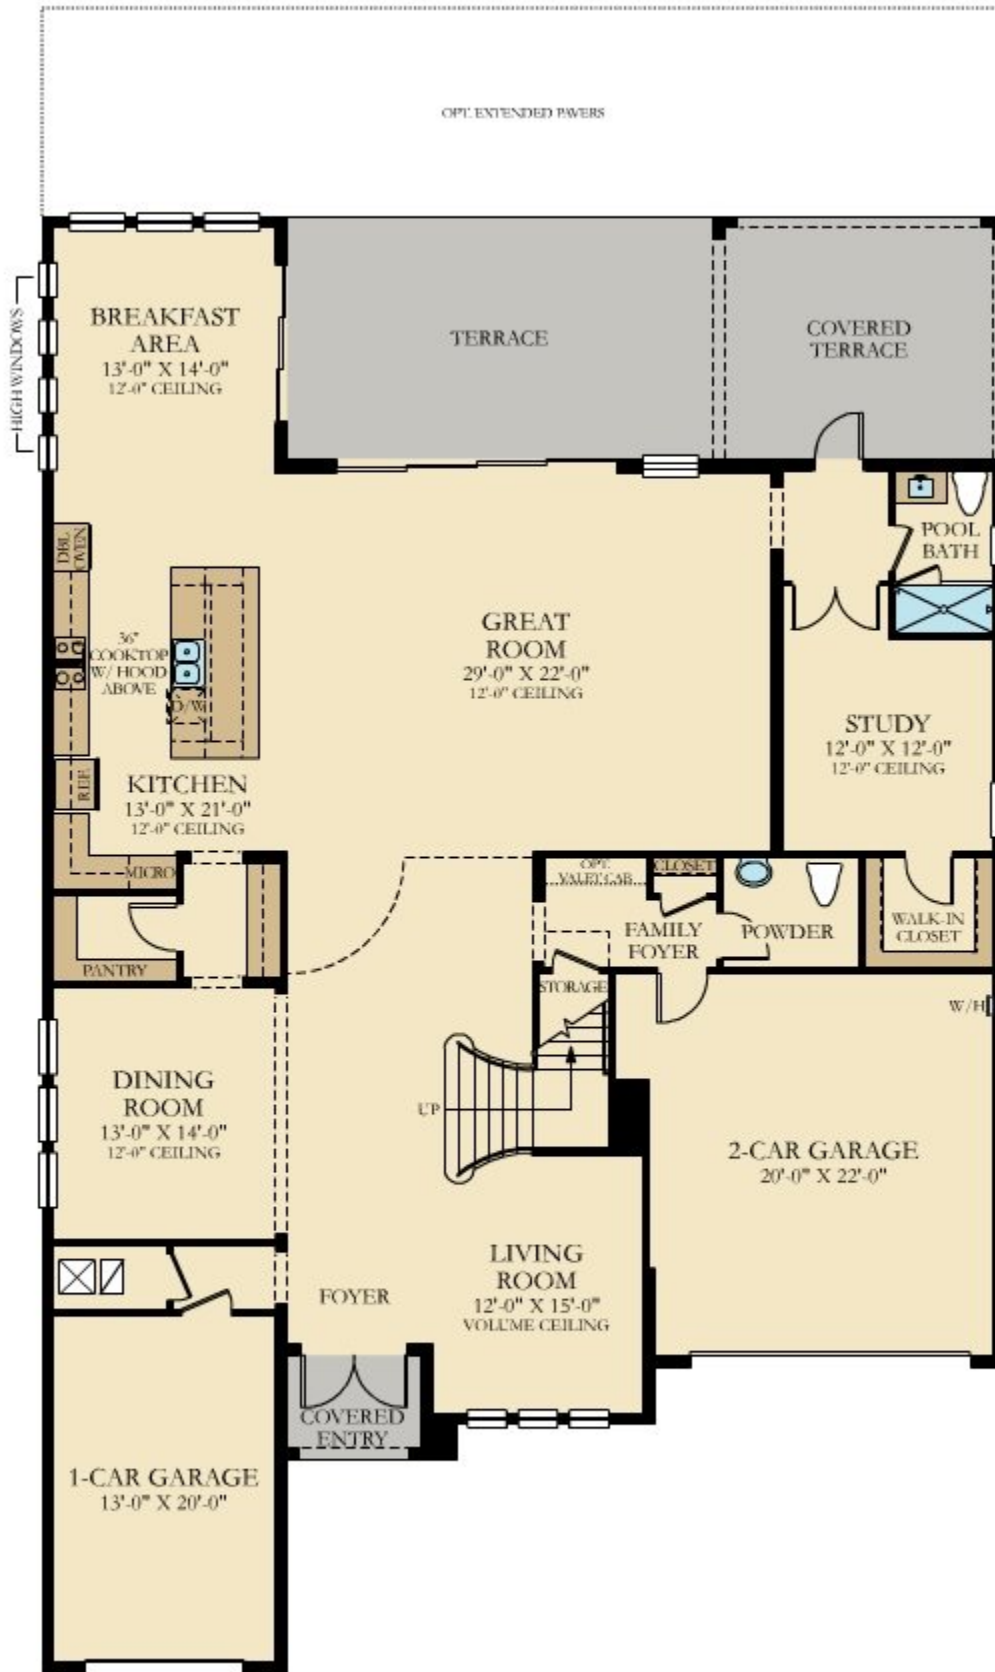 OPT. EXTENDED PAVERS
HIGH WINDOWS
BREAKFAST
AREA
13'-0" X 14'-0"
12'-0" CEILING
TERRACE
COVERED
TERRACE
DBL
OVEN
POOL
BATH
36"
COOKTOP
W/ HOOD
ABOVE
D/W
GREAT
ROOM
29'-0" X 22'-0"
12'-0" CEILING
STUDY
12'-0" X 12'-0"
12'-0" CEILING
REF.
KITCHEN
13'-0" X 21'-0"
12'-0" CEILING
MICRO
OPT.
VALET CAB
CLOSET
FAMILY
FOYER
POWDER
WALK-IN
CLOSET
PANTRY
STORAGE
W/H
DINING
ROOM
13'-0" X 14'-0"
12'-0" CEILING
UP
2-CAR GARAGE
20'-0" X 22'-0"
LIVING
ROOM
12'-0" X 15'-0"
VOLUME CEILING
FOYER
COVERED
ENTRY
1-CAR GARAGE
13'-0" X 20'-0"